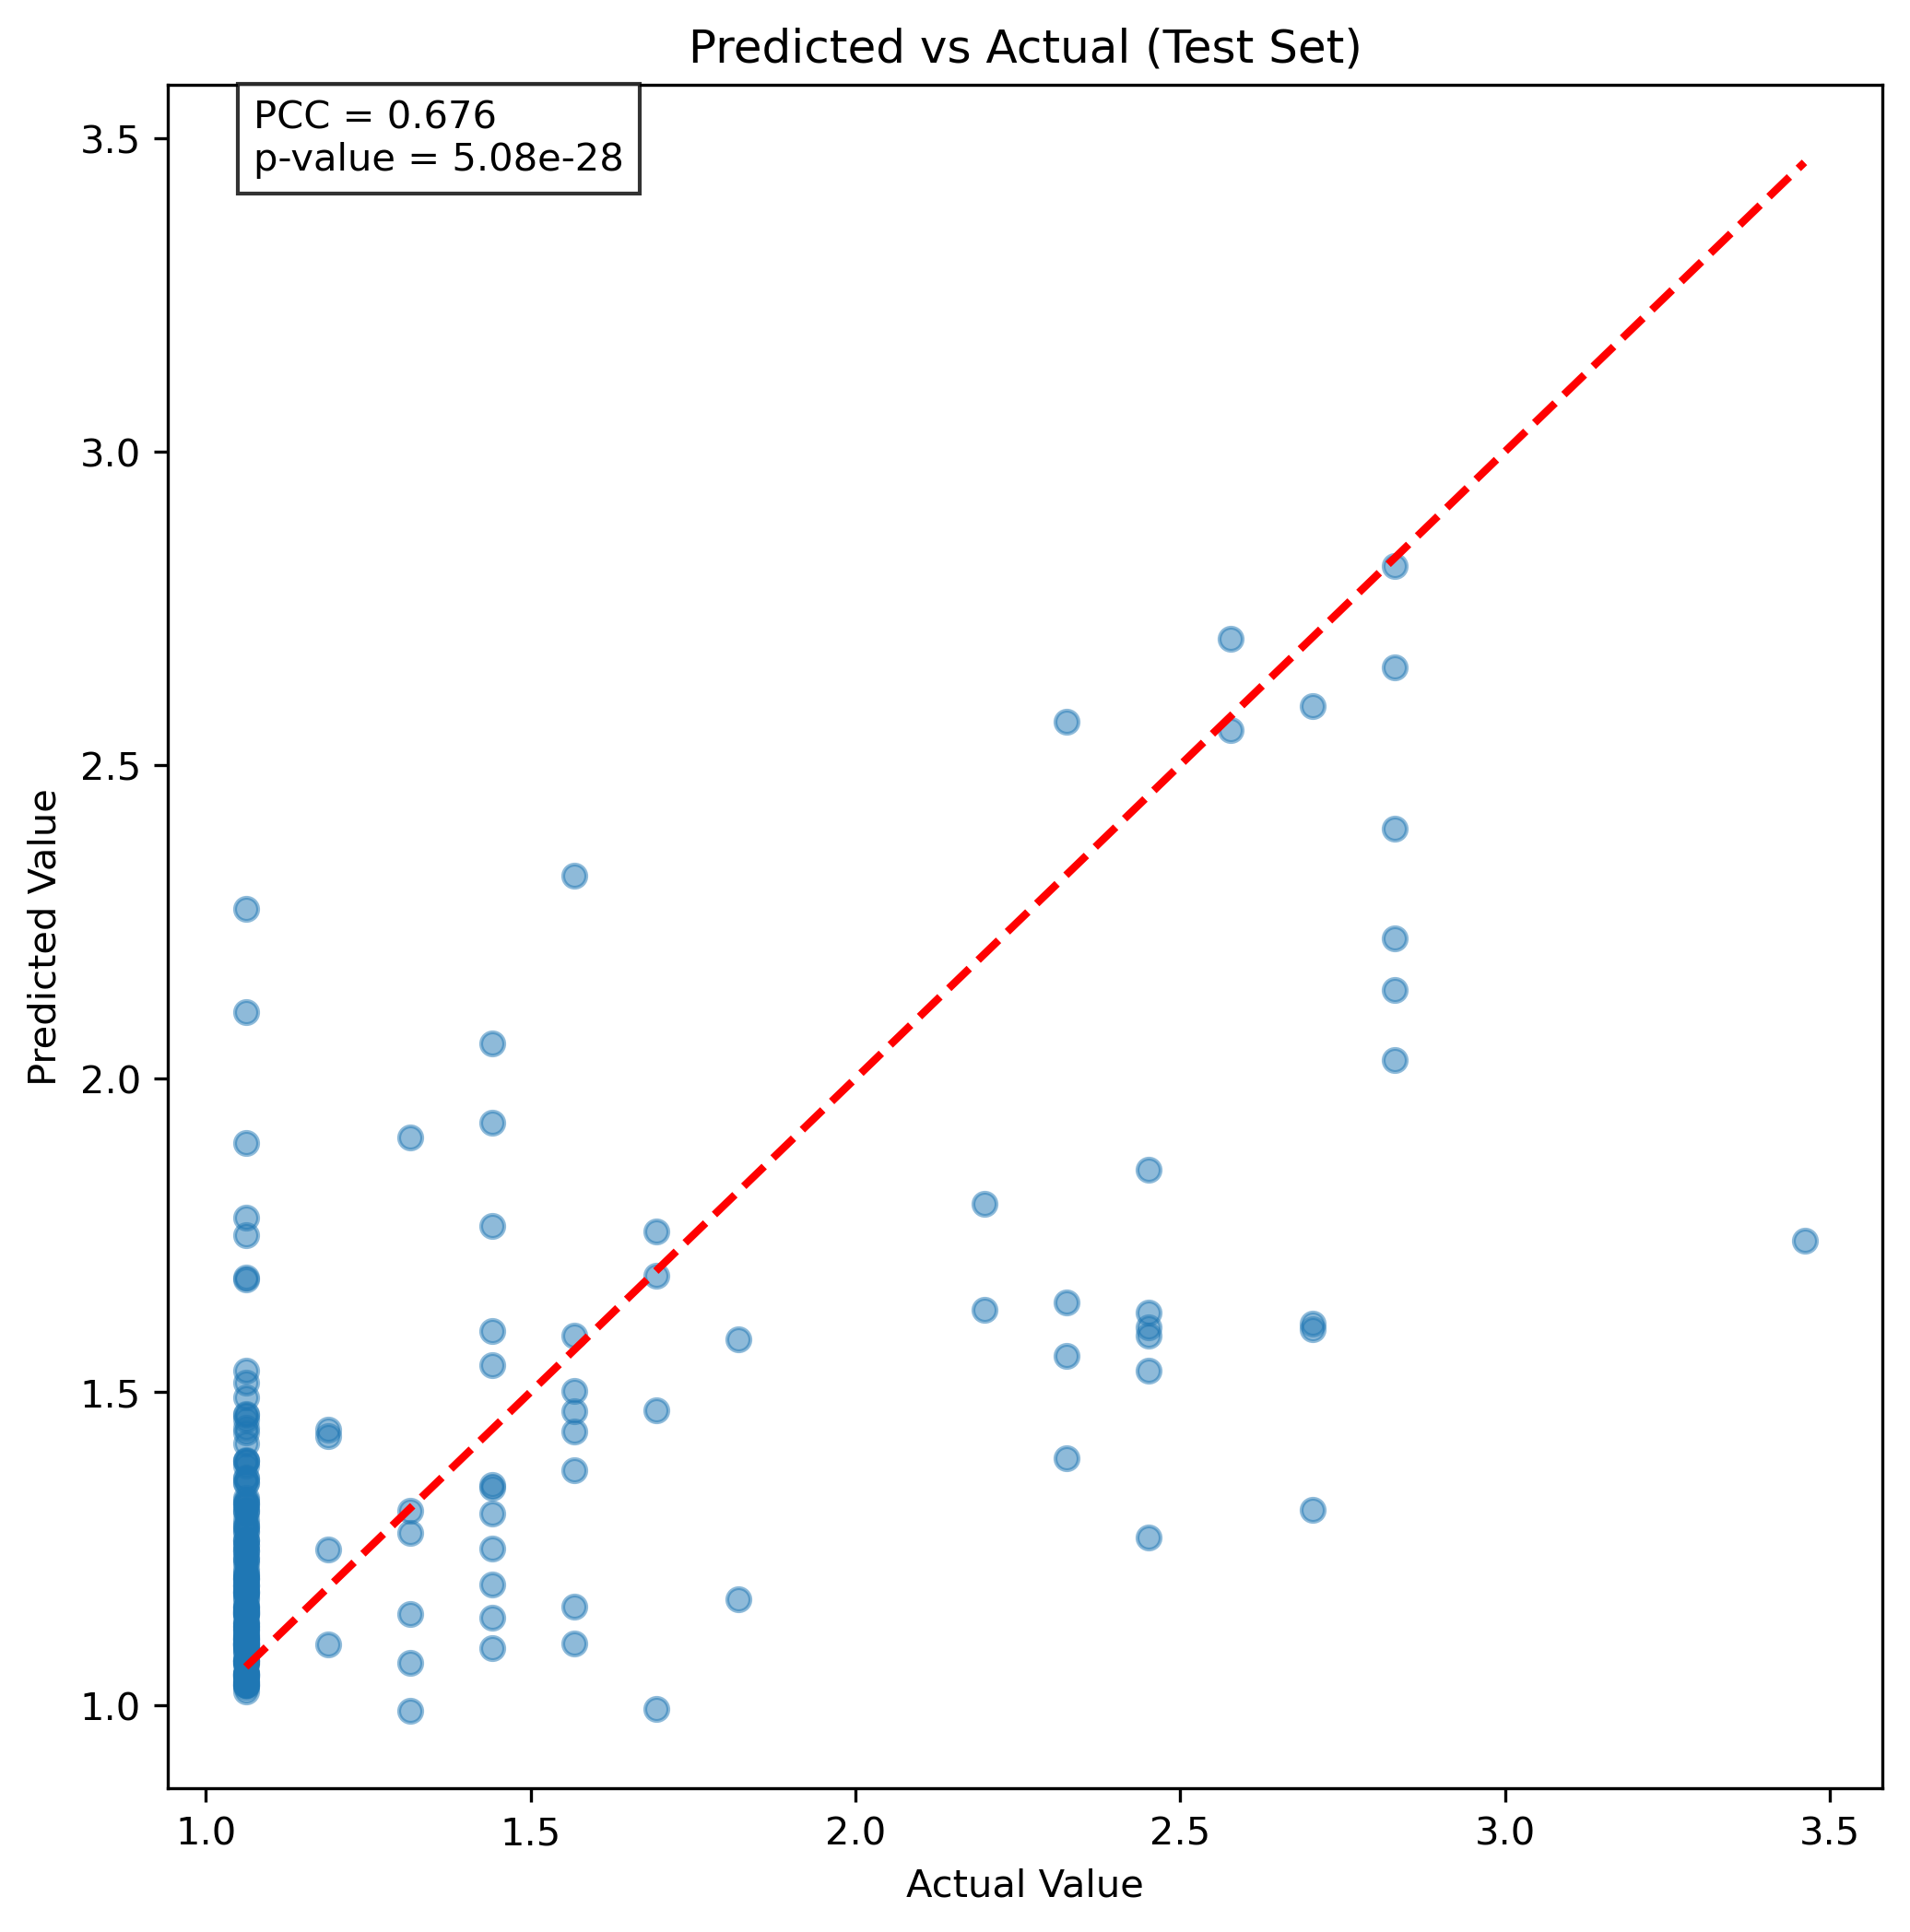 Predicted vs Actual (Test Set)
PCC = 0.676
p-value = 5.08e-28
3.5
3.0
2.5
2.0
1.5
1.0
Predicted Value
1.0 1.5 2.0 2.5 3.0 3.5
Actual Value